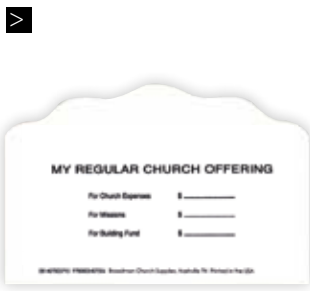 >
MY REGULAR CHURCH OFFERING
For Church Expenses $
For Missions $
For Building Fund $
Broadman Church Supplies, Nashville TN Printed in the USA